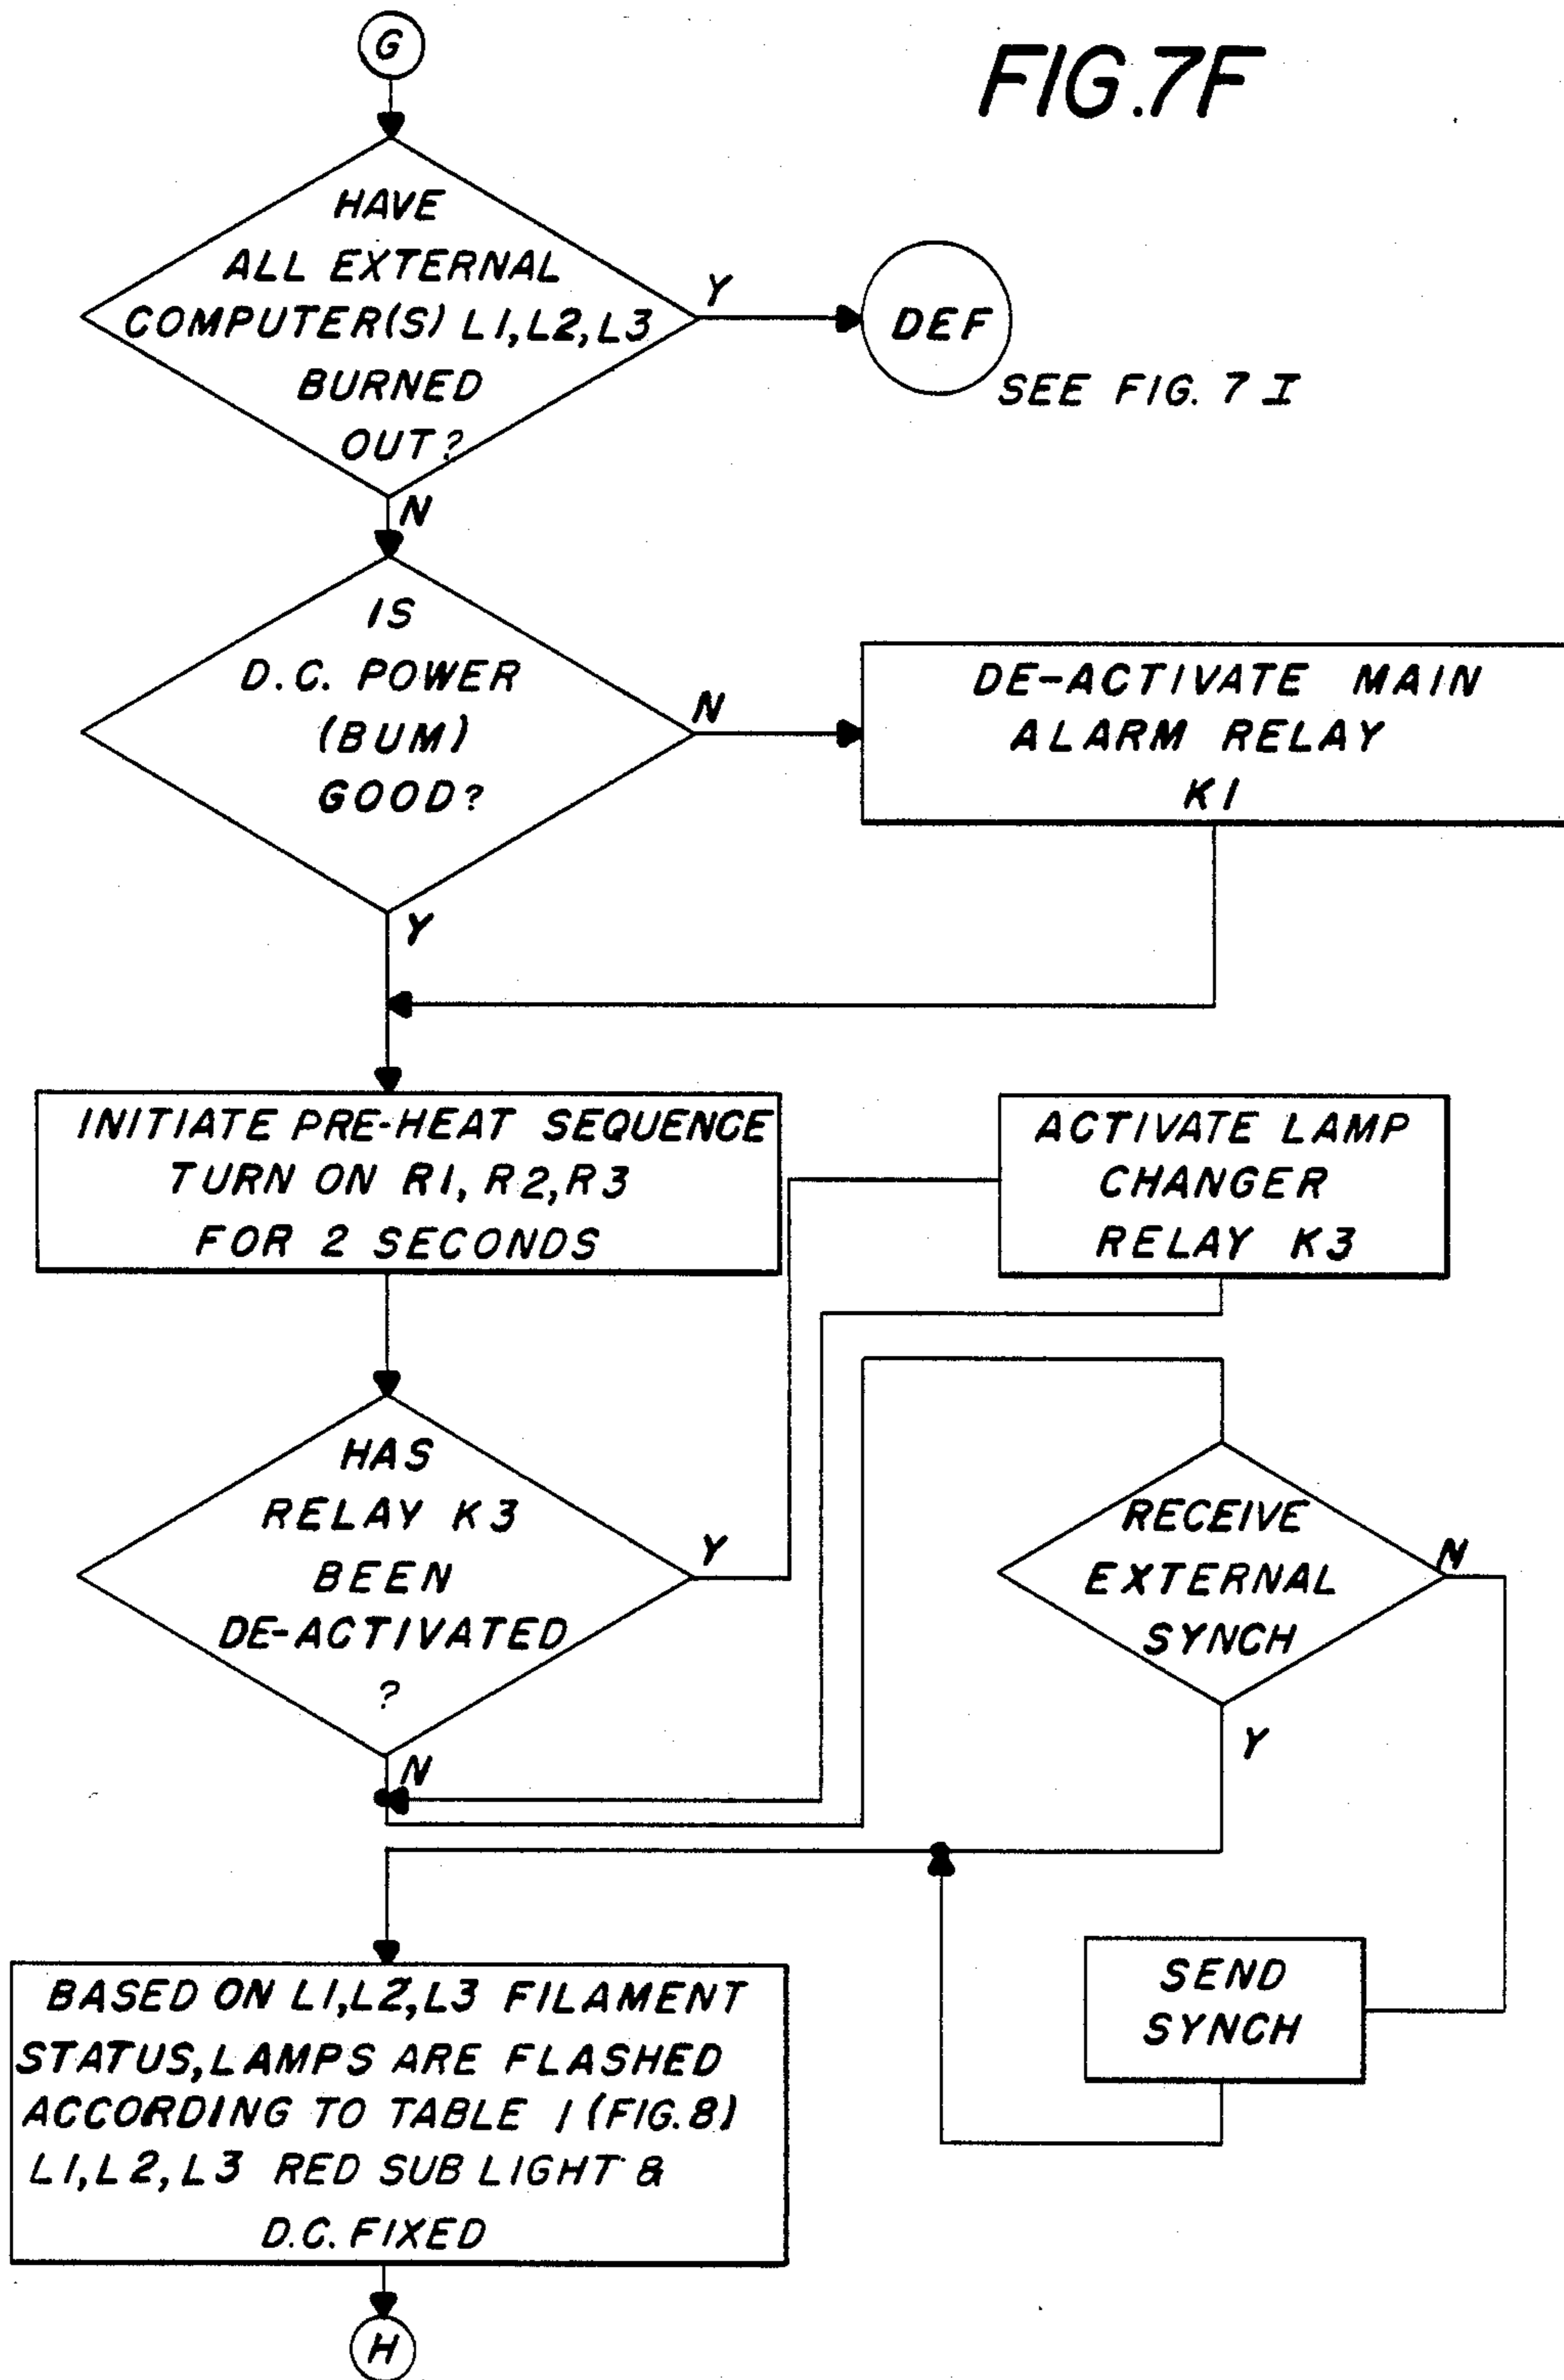 G
FIG.7F
HAVE
ALL EXTERNAL
COMPUTER(S) L1,L2,L3
BURNED
OUT?
Y
DEF
SEE FIG. 7 I
N
IS
D.C. POWER
(BUM)
GOOD?
N
DE-ACTIVATE MAIN
ALARM RELAY
K1
Y
INITIATE PRE-HEAT SEQUENCE
TURN ON R1, R2,R3
FOR 2 SECONDS
ACTIVATE LAMP
CHANGER
RELAY K3
HAS
RELAY K3
BEEN
DE-ACTIVATED
?
Y
N
RECEIVE
EXTERNAL
SYNCH
N
Y
SEND
SYNCH
BASED ON L1,L2,L3 FILAMENT
STATUS,LAMPS ARE FLASHED
ACCORDING TO TABLE 1 (FIG.8)
L1,L2,L3 RED SUB LIGHT &
D.C. FIXED
H